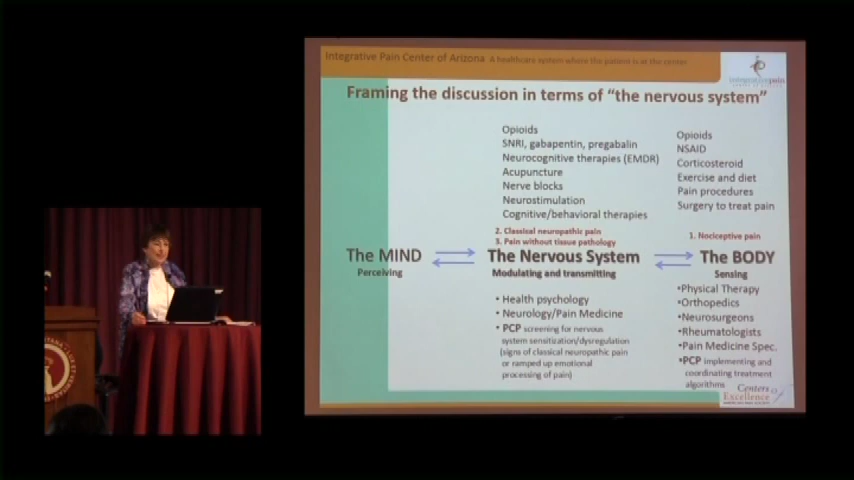 Integrative Pain Center of Arizona A healthcare system where the patient is at the center
integrativepain
Framing the discussion in terms of “the nervous system”
Opioids
SNRI, gabapentin, pregabalin
Neurocognitive therapies (EMDR)
Acupuncture
Nerve blocks
Neurostimulation
Cognitive/behavioral therapies
Opioids
NSAID
Corticosteroid
Exercise and diet
Pain procedures
Surgery to treat pain
2. Classical neuropathic pain
3. Pain without tissue pathology
1. Nociceptive pain
The MIND
Perceiving
The Nervous System
Modulating and transmitting
The BODY
Sensing
• Health psychology
• Neurology/Pain Medicine
• PCP screening for nervous
system sensitization/dysregulation
(signs of classical neuropathic pain
or ramped up emotional
processing of pain)
•Physical Therapy
•Orthopedics
•Neurosurgeons
•Rheumatologists
•Pain Medicine Spec.
•PCP implementing and
coordinating treatment
algorithms
Centers of
Excellence